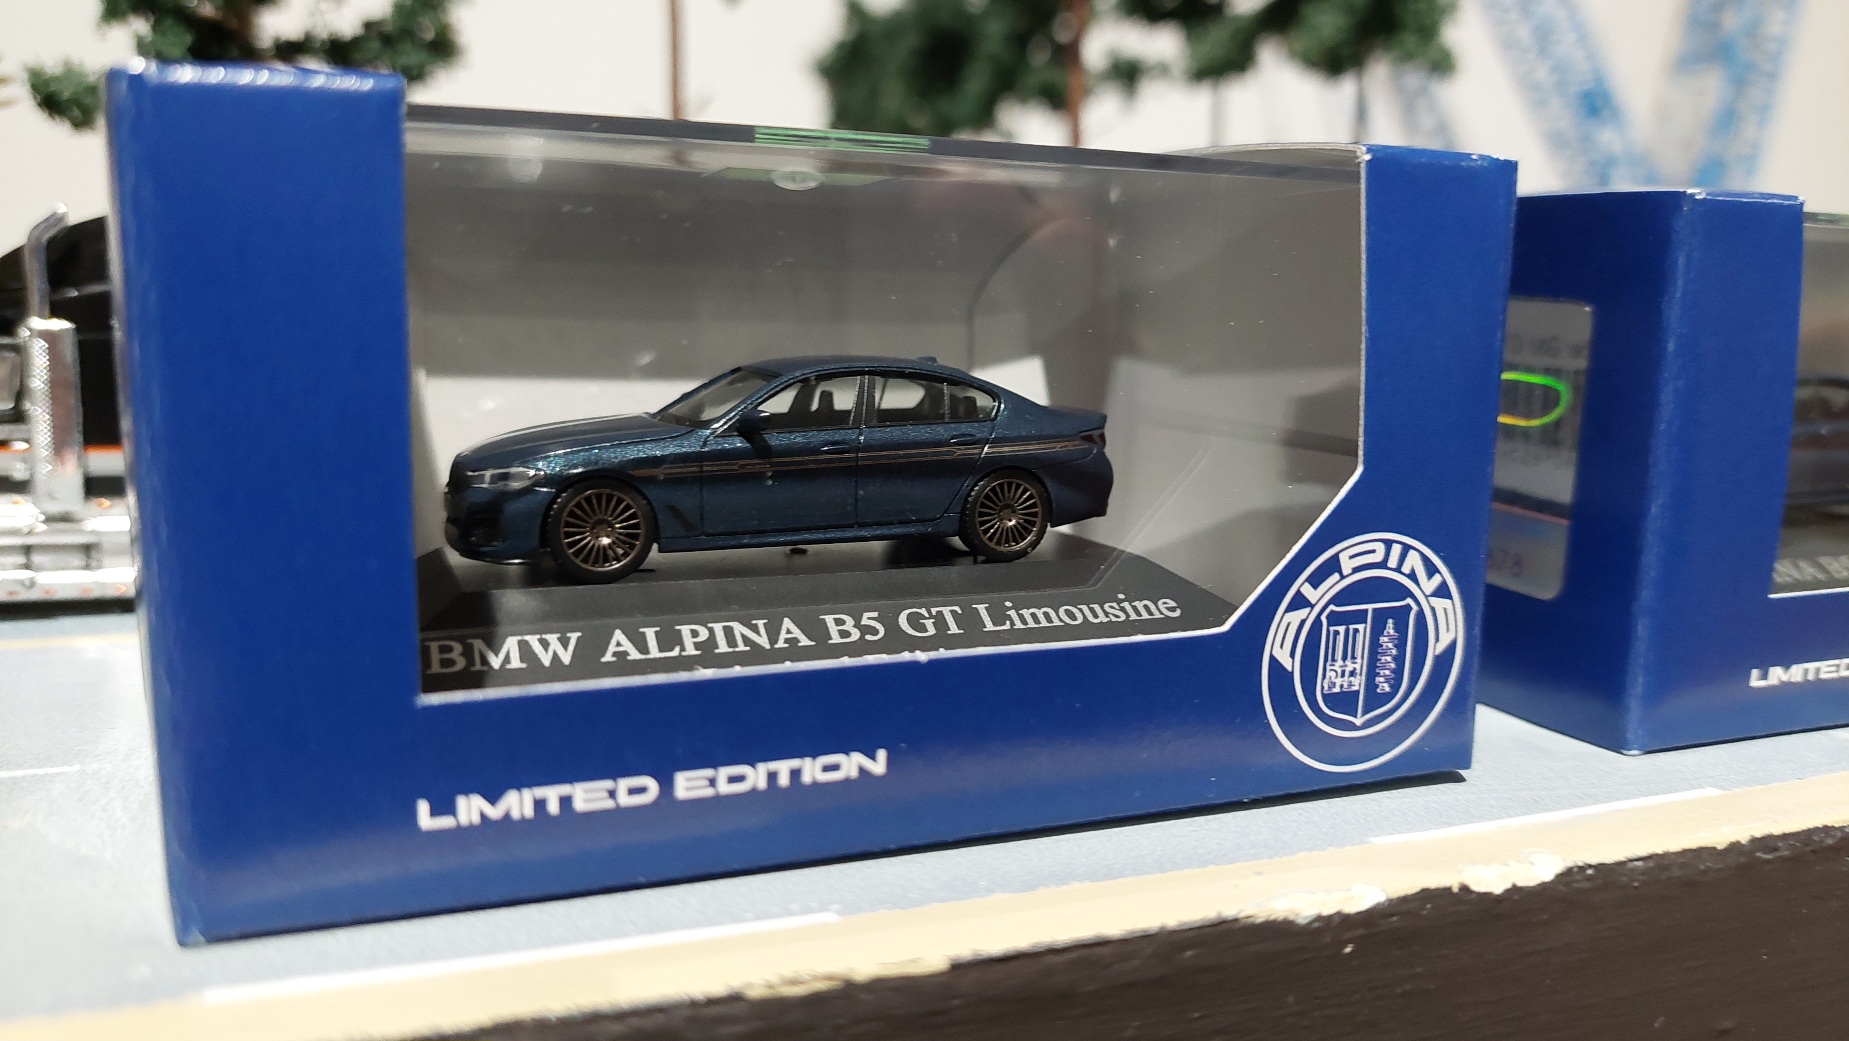 BMW ALPINA B5 GT Limousine
LIMITED EDITION
ALPINA
LIMITED